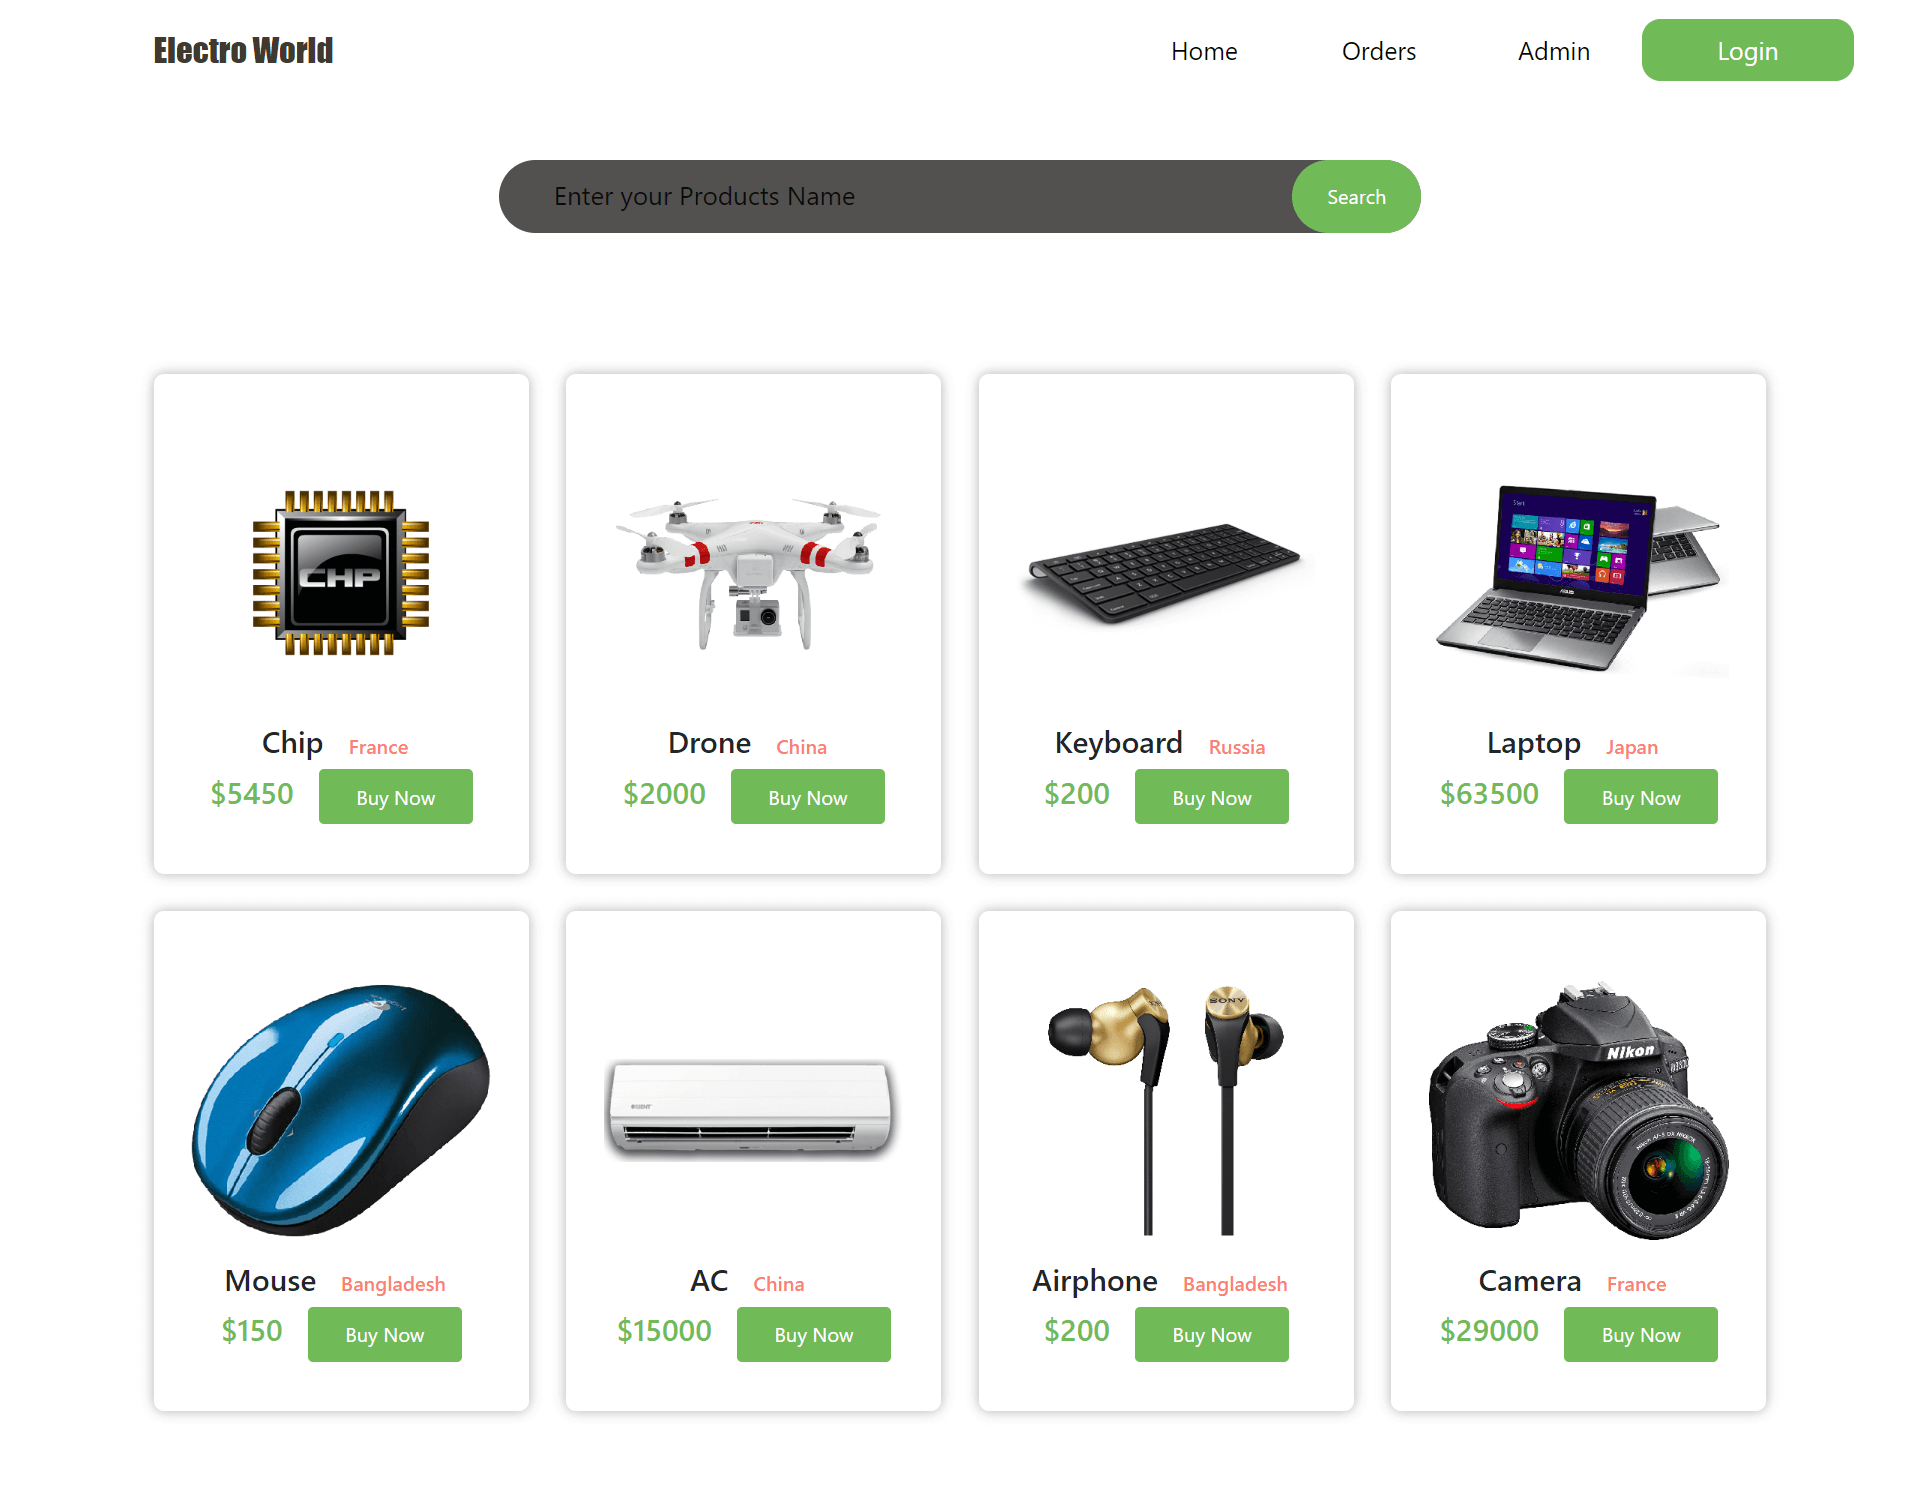 Electro World
Home Orders Admin Login
Enter your Products Name Search
CHP
Start
ASUS
Chip France
$5450 Buy Now
Drone China
$2000 Buy Now
Keyboard Russia
$200 Buy Now
Laptop Japan
$63500 Buy Now
SONY
Nikon
Mouse Bangladesh
$150 Buy Now
AC China
$15000 Buy Now
Airphone Bangladesh
$200 Buy Now
Camera France
$29000 Buy Now